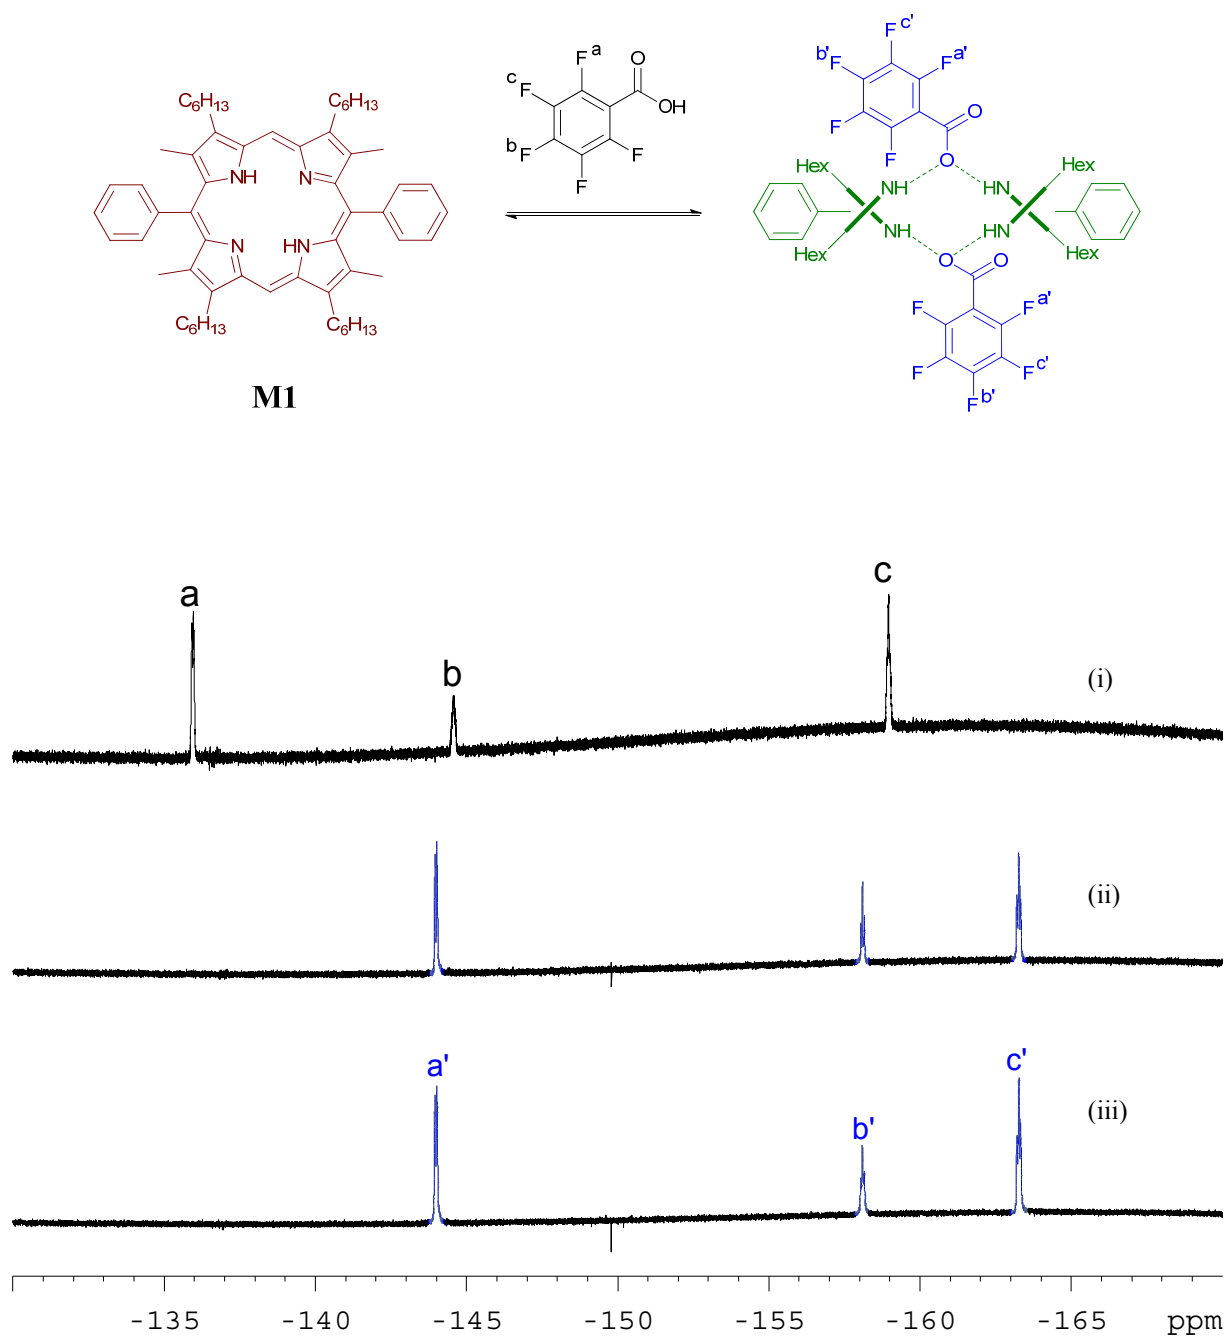 C6H13
C6H13
NH
N
N
HN
C6H13
C6H13
M1
F a
c
F
O
OH
b F
F
F
F c'
b' F
F a'
F
F
O
O
Hex
Hex
NH
HN
NH
HN
Hex
Hex
O
O
F
F a'
F
F c'
F b'
a
b
c
(i)
(ii)
a'
b'
c'
(iii)
-135 -140 -145 -150 -155 -160 -165 ppm